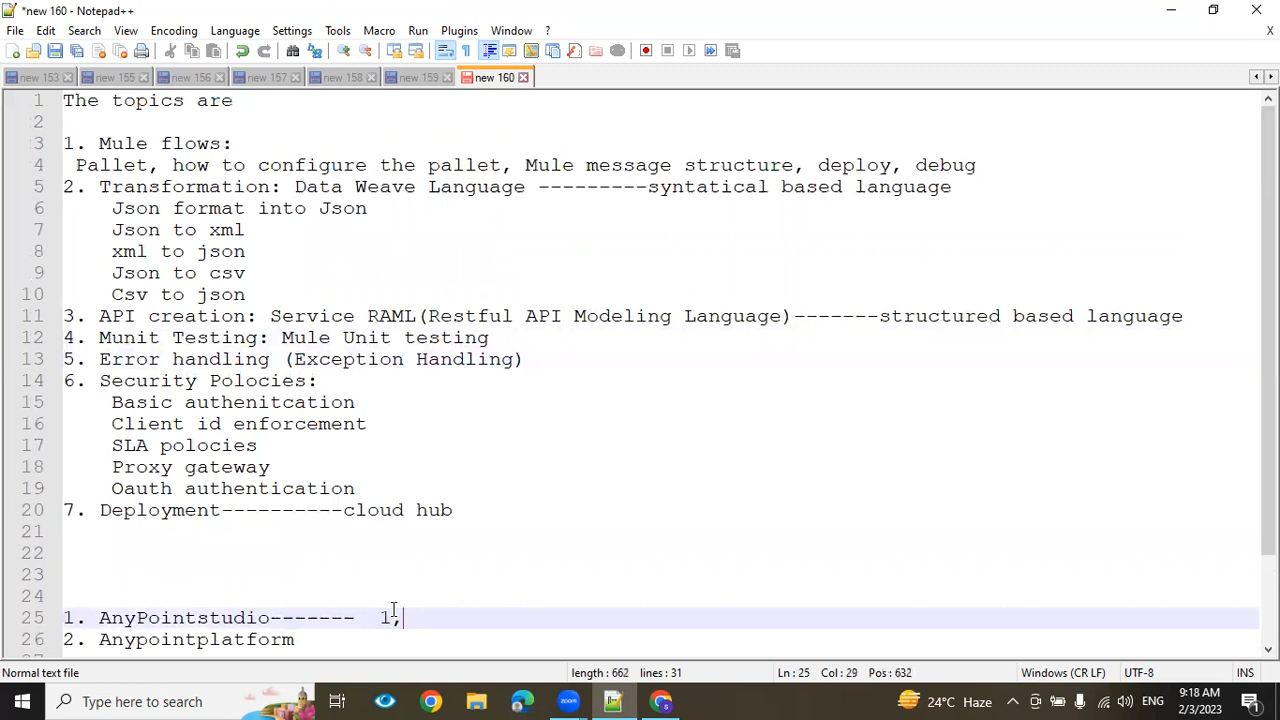 *new 160 - Notepad++
File Edit Search View Encoding Language Settings Tools Macro Run Plugins Window ? X
new 153 new 155 new 156 new 157 new 158 new 159 new 160
1 The topics are
2
3 1. Mule flows:
4 Pallet, how to configure the pallet, Mule message structure, deploy, debug
5 2. Transformation: Data Weave Language ---------syntatical based language
6 Json format into Json
7 Json to xml
8 xml to json
9 Json to csv
10 Csv to json
11 3. API creation: Service RAML(Restful API Modeling Language)-------structured based language
12 4. Munit Testing: Mule Unit testing
13 5. Error handling (Exception Handling)
14 6. Security Polocies:
15 Basic authenitcation
16 Client id enforcement
17 SLA polocies
18 Proxy gateway
19 Oauth authentication
20 7. Deployment----------cloud hub
21
22
23
24
25 1. AnyPointstudio------- 1,
26 2. Anypointplatform
Normal text file length : 662 lines : 31 Ln : 25 Col : 29 Pos : 632 Windows (CR LF) UTF-8 INS
Type here to search 24°C Haze ENG 9:18 AM
2/3/2023